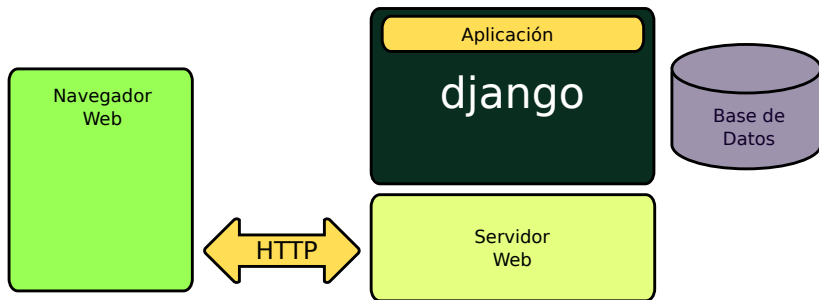 Aplicación
django
Navegador
Web
Base de
Datos
HTTP
Servidor
Web